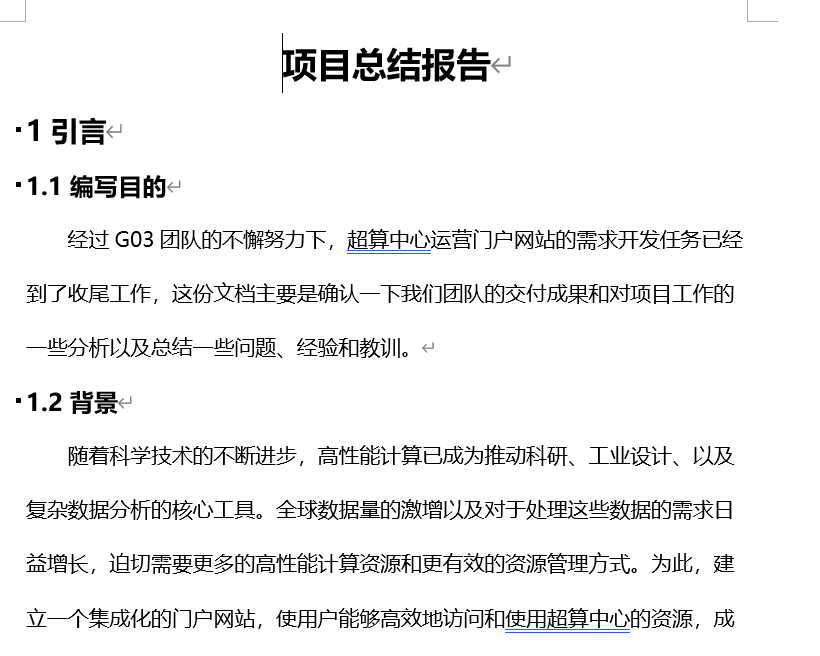 项目总结报告
1 引言
1.1 编写目的
经过 G03 团队的不懈努力下，超算中心运营门户网站的需求开发任务已经
到了收尾工作，这份文档主要是确认一下我们团队的交付成果和对项目工作的
一些分析以及总结一些问题、经验和教训。
1.2 背景
随着科学技术的不断进步，高性能计算已成为推动科研、工业设计、以及
复杂数据分析的核心工具。全球数据量的激增以及对于处理这些数据的需求日
益增长，迫切需要更多的高性能计算资源和更有效的资源管理方式。为此，建
立一个集成化的门户网站，使用户能够高效地访问和使用超算中心的资源，成